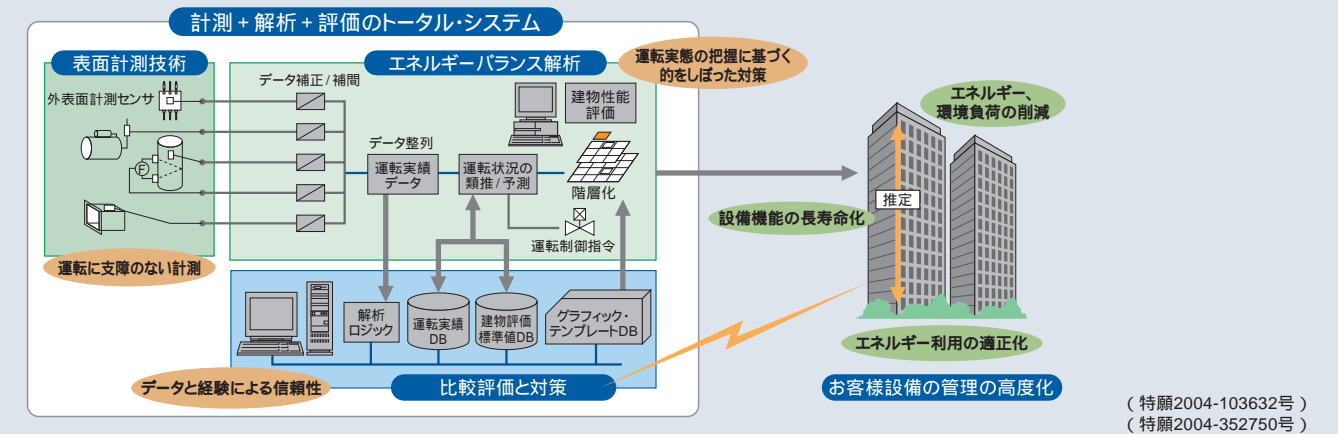 計測+解析+評価のトータル・システム
表面計測技術
外表面計測センサ
F
運転に支障のない計測
エネルギーバランス解析
データ補正/補間
データ整列
運転実績
データ
運転状況の
類推/予測
建物性能
評価
階層化
運転制御指令
運転実態の把握に基づく
的をしぼった対策
解析
ロジック
運転実績
DB
建物評価
標準値DB
グラフィック・
テンプレートDB
データと経験による信頼性
比較評価と対策
エネルギー、
環境負荷の削減
推定
設備機能の長寿命化
エネルギー利用の適正化
お客様設備の管理の高度化
(特願2004-103632号)
(特願2004-352750号)